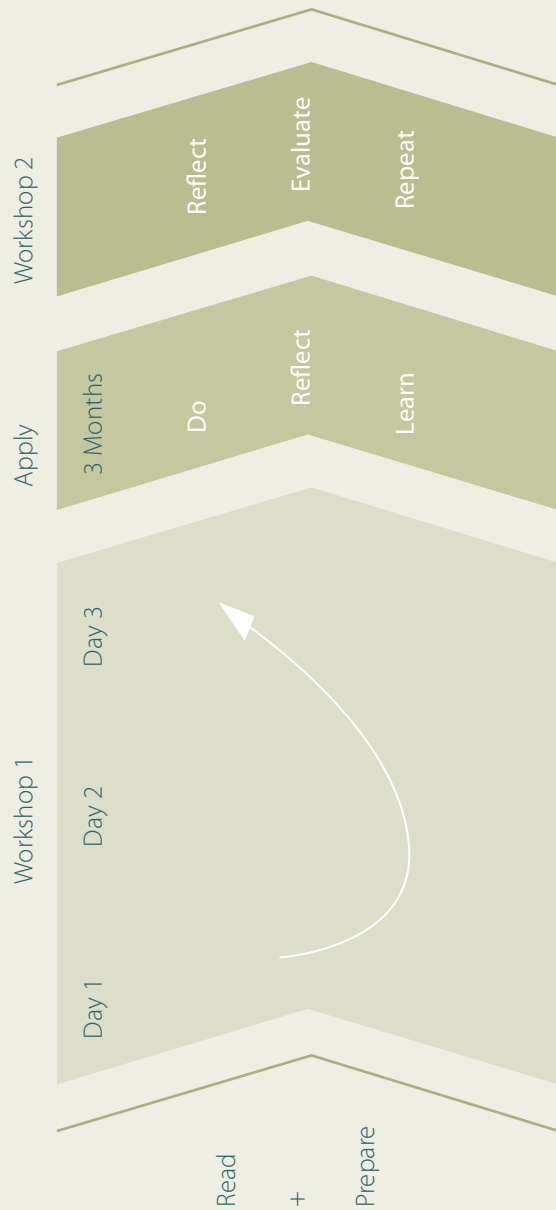 Read
+
Prepare
Workshop 1
Day 1
Day 2
Day 3
Apply
3 Months
Do
Reflect
Learn
Workshop 2
Reflect
Evaluate
Repeat